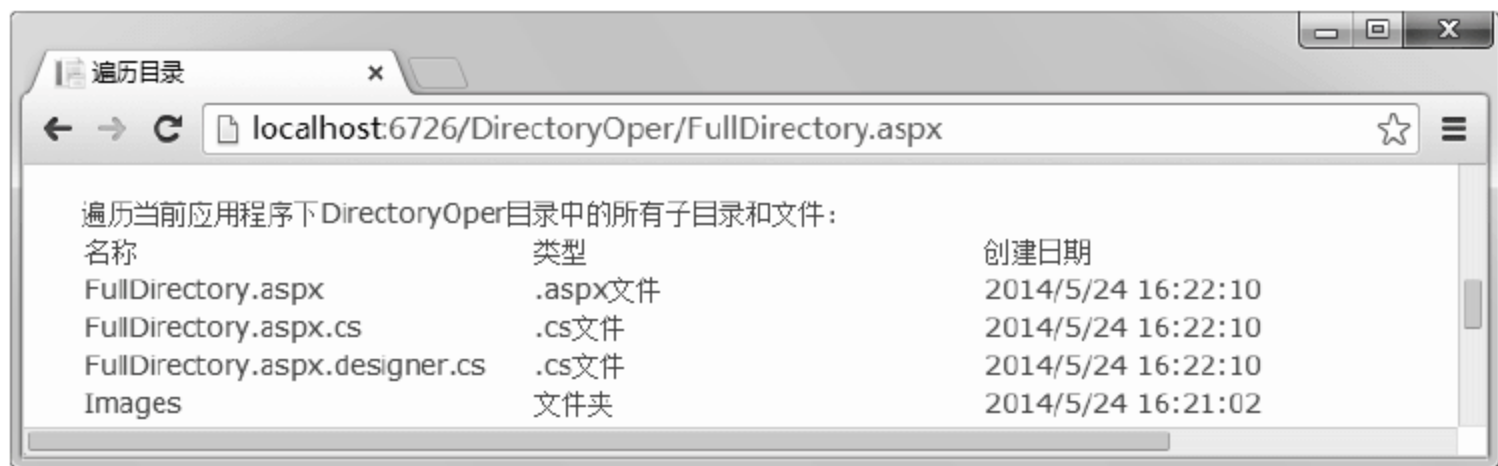 遍历目录
localhost:6726/DirectoryOper/FullDirectory.aspx
遍历当前应用程序下DirectoryOper目录中的所有子目录和文件：
名称 类型 创建日期
FullDirectory.aspx .aspx文件 2014/5/24 16:22:10
FullDirectory.aspx.cs .cs文件 2014/5/24 16:22:10
FullDirectory.aspx.designer.cs .cs文件 2014/5/24 16:22:10
Images 文件夹 2014/5/24 16:21:02